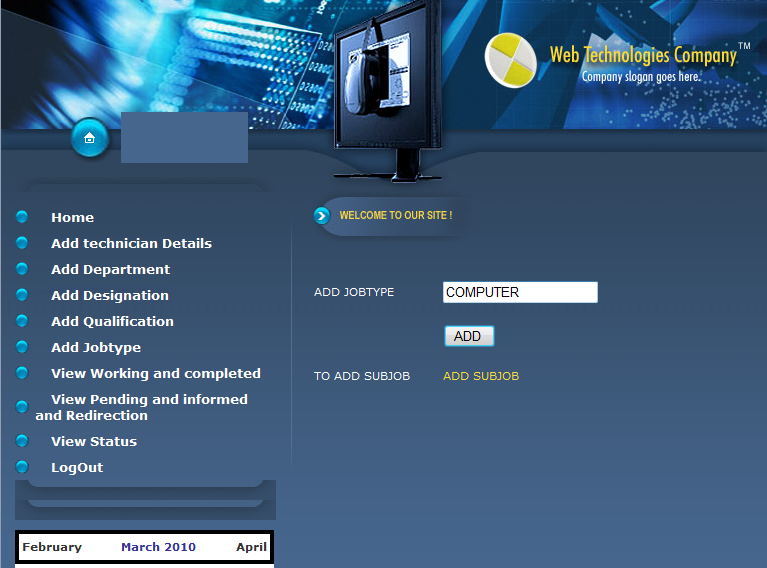 Web Technologies Company™
Company slogan goes here.
WELCOME TO OUR SITE !
Home
Add technician Details
Add Department
Add Designation
Add Qualification
Add Jobtype
View Working and completed
View Pending and informed
and Redirection
View Status
LogOut
ADD JOBTYPE COMPUTER
ADD
TO ADD SUBJOB ADD SUBJOB
February March 2010 April